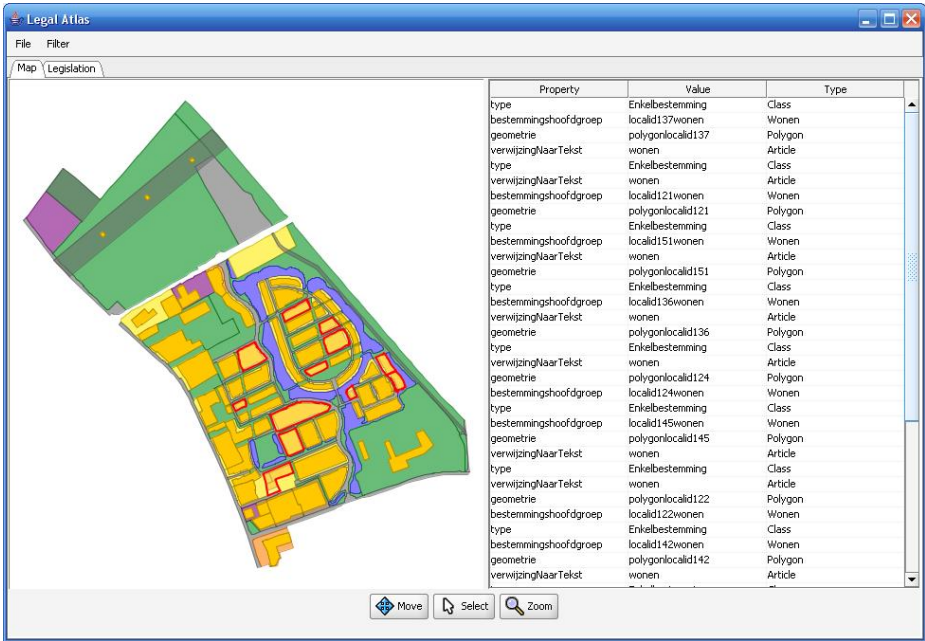 Legal Atlas
File Filter
Map Legislation
Property Value Type
type Enkelbestemming Class
bestemmingshoofdgroep localid137wonen Wonen
geometrie polygonlocalid137 Polygon
verwijzingNaarTekst wonen Article
type Enkelbestemming Class
verwijzingNaarTekst wonen Article
bestemmingshoofdgroep localid121wonen Wonen
geometrie polygonlocalid121 Polygon
type Enkelbestemming Class
bestemmingshoofdgroep localid151wonen Wonen
verwijzingNaarTekst wonen Article
geometrie polygonlocalid151 Polygon
type Enkelbestemming Class
bestemmingshoofdgroep localid136wonen Wonen
verwijzingNaarTekst wonen Article
geometrie polygonlocalid136 Polygon
type Enkelbestemming Class
verwijzingNaarTekst wonen Article
geometrie polygonlocalid124 Polygon
bestemmingshoofdgroep localid124wonen Wonen
type Enkelbestemming Class
bestemmingshoofdgroep localid145wonen Wonen
geometrie polygonlocalid145 Polygon
verwijzingNaarTekst wonen Article
type Enkelbestemming Class
verwijzingNaarTekst wonen Article
geometrie polygonlocalid122 Polygon
bestemmingshoofdgroep localid122wonen Wonen
type Enkelbestemming Class
bestemmingshoofdgroep localid142wonen Wonen
geometrie polygonlocalid142 Polygon
verwijzingNaarTekst wonen Article
Move Select Zoom